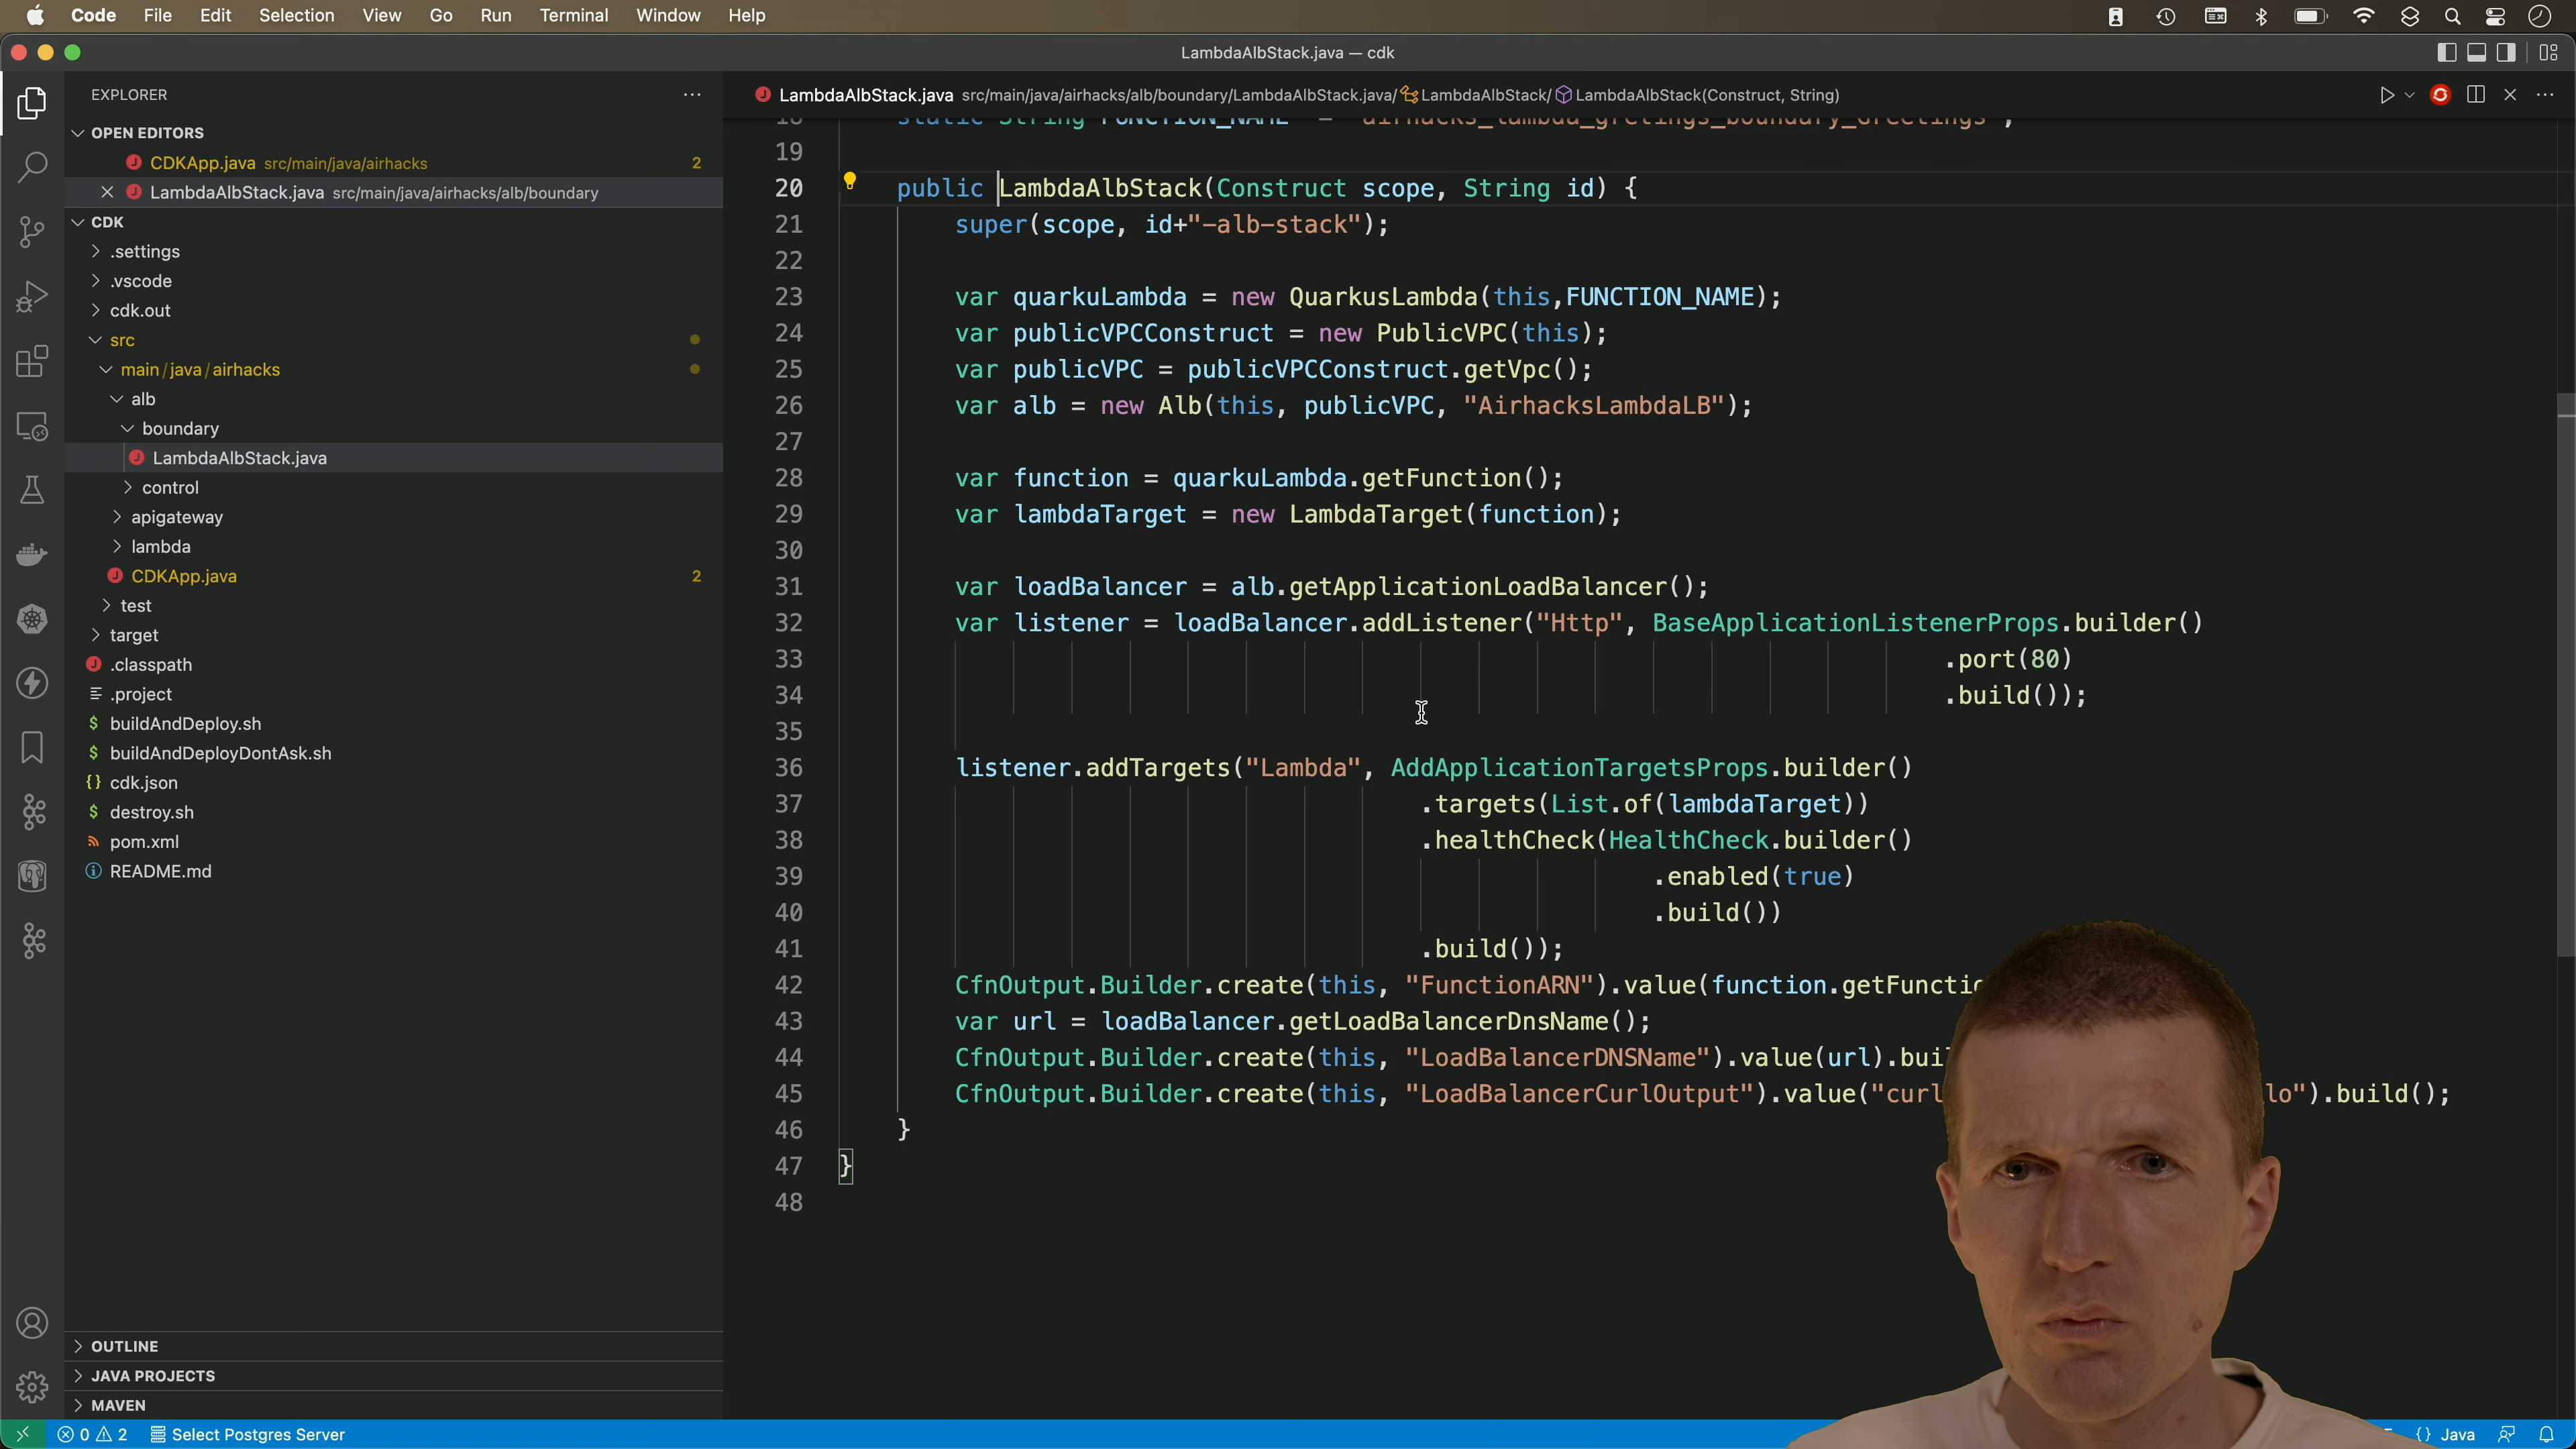 Code File Edit Selection View Go Run Terminal Window Help
LambdaAlbStack.java — cdk
EXPLORER
OPEN EDITORS
CDKApp.java src/main/java/airhacks 2
LambdaAlbStack.java src/main/java/airhacks/alb/boundary
CDK
.settings
.vscode
cdk.out
src
main/java/airhacks
alb
boundary
LambdaAlbStack.java
control
apigateway
lambda
CDKApp.java 2
test
target
.classpath
.project
buildAndDeploy.sh
buildAndDeployDontAsk.sh
cdk.json
destroy.sh
pom.xml
README.md
OUTLINE
JAVA PROJECTS
MAVEN
LambdaAlbStack.java src/main/java/airhacks/alb/boundary/LambdaAlbStack.java/ LambdaAlbStack/ LambdaAlbStack(Construct, String)
18 static String FUNCTION_NAME = "airhacks_lambda_gretings_boundary_Greetings";
19
20 public LambdaAlbStack(Construct scope, String id) {
21 super(scope, id+"-alb-stack");
22
23 var quarkuLambda = new QuarkusLambda(this,FUNCTION_NAME);
24 var publicVPCConstruct = new PublicVPC(this);
25 var publicVPC = publicVPCConstruct.getVpc();
26 var alb = new Alb(this, publicVPC, "AirhacksLambdaLB");
27
28 var function = quarkuLambda.getFunction();
29 var lambdaTarget = new LambdaTarget(function);
30
31 var loadBalancer = alb.getApplicationLoadBalancer();
32 var listener = loadBalancer.addListener("Http", BaseApplicationListenerProps.builder()
33 .port(80)
34 .build());
35
36 listener.addTargets("Lambda", AddApplicationTargetsProps.builder()
37 .targets(List.of(lambdaTarget))
38 .healthCheck(HealthCheck.builder()
39 .enabled(true)
40 .build())
41 .build());
42 CfnOutput.Builder.create(this, "FunctionARN").value(function.getFunctio
43 var url = loadBalancer.getLoadBalancerDnsName();
44 CfnOutput.Builder.create(this, "LoadBalancerDNSName").value(url).buil
45 CfnOutput.Builder.create(this, "LoadBalancerCurlOutput").value("curl lo").build();
46 }
47 }
48
0 2 Select Postgres Server {} Java